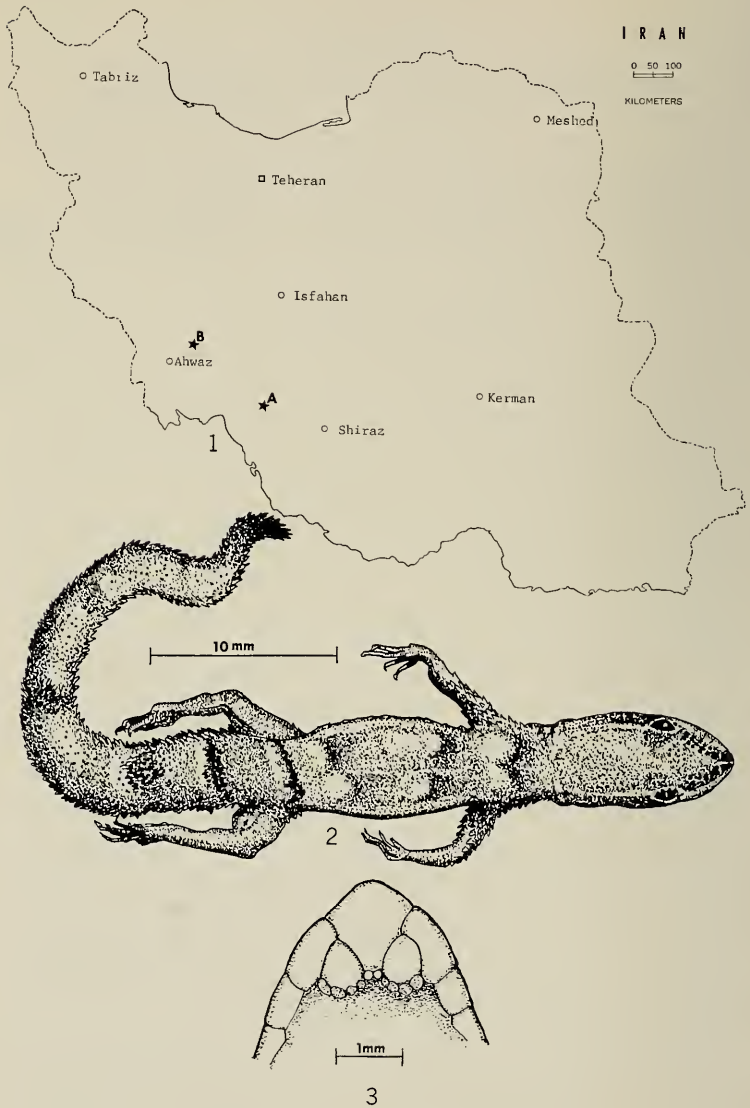 I R A N
0 50 100
KILOMETERS
Tabriz
Meshed
Teheran
Isfahan
B
Ahwaz
A
Kerman
Shiraz
1
10 mm
2
1mm
3